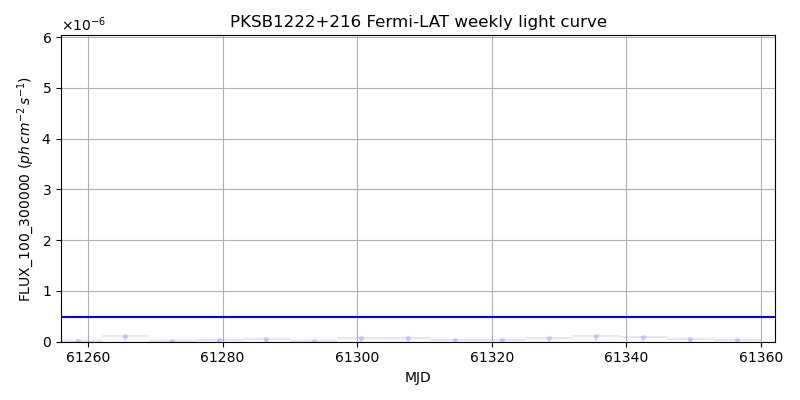 PKSB1222+216 Fermi-LAT weekly light curve
×10⁻⁶
6
5
4
3
2
1
0
FLUX_100_300000 (ph cm⁻² s⁻¹)
61260 61280 61300 61320 61340 61360
MJD